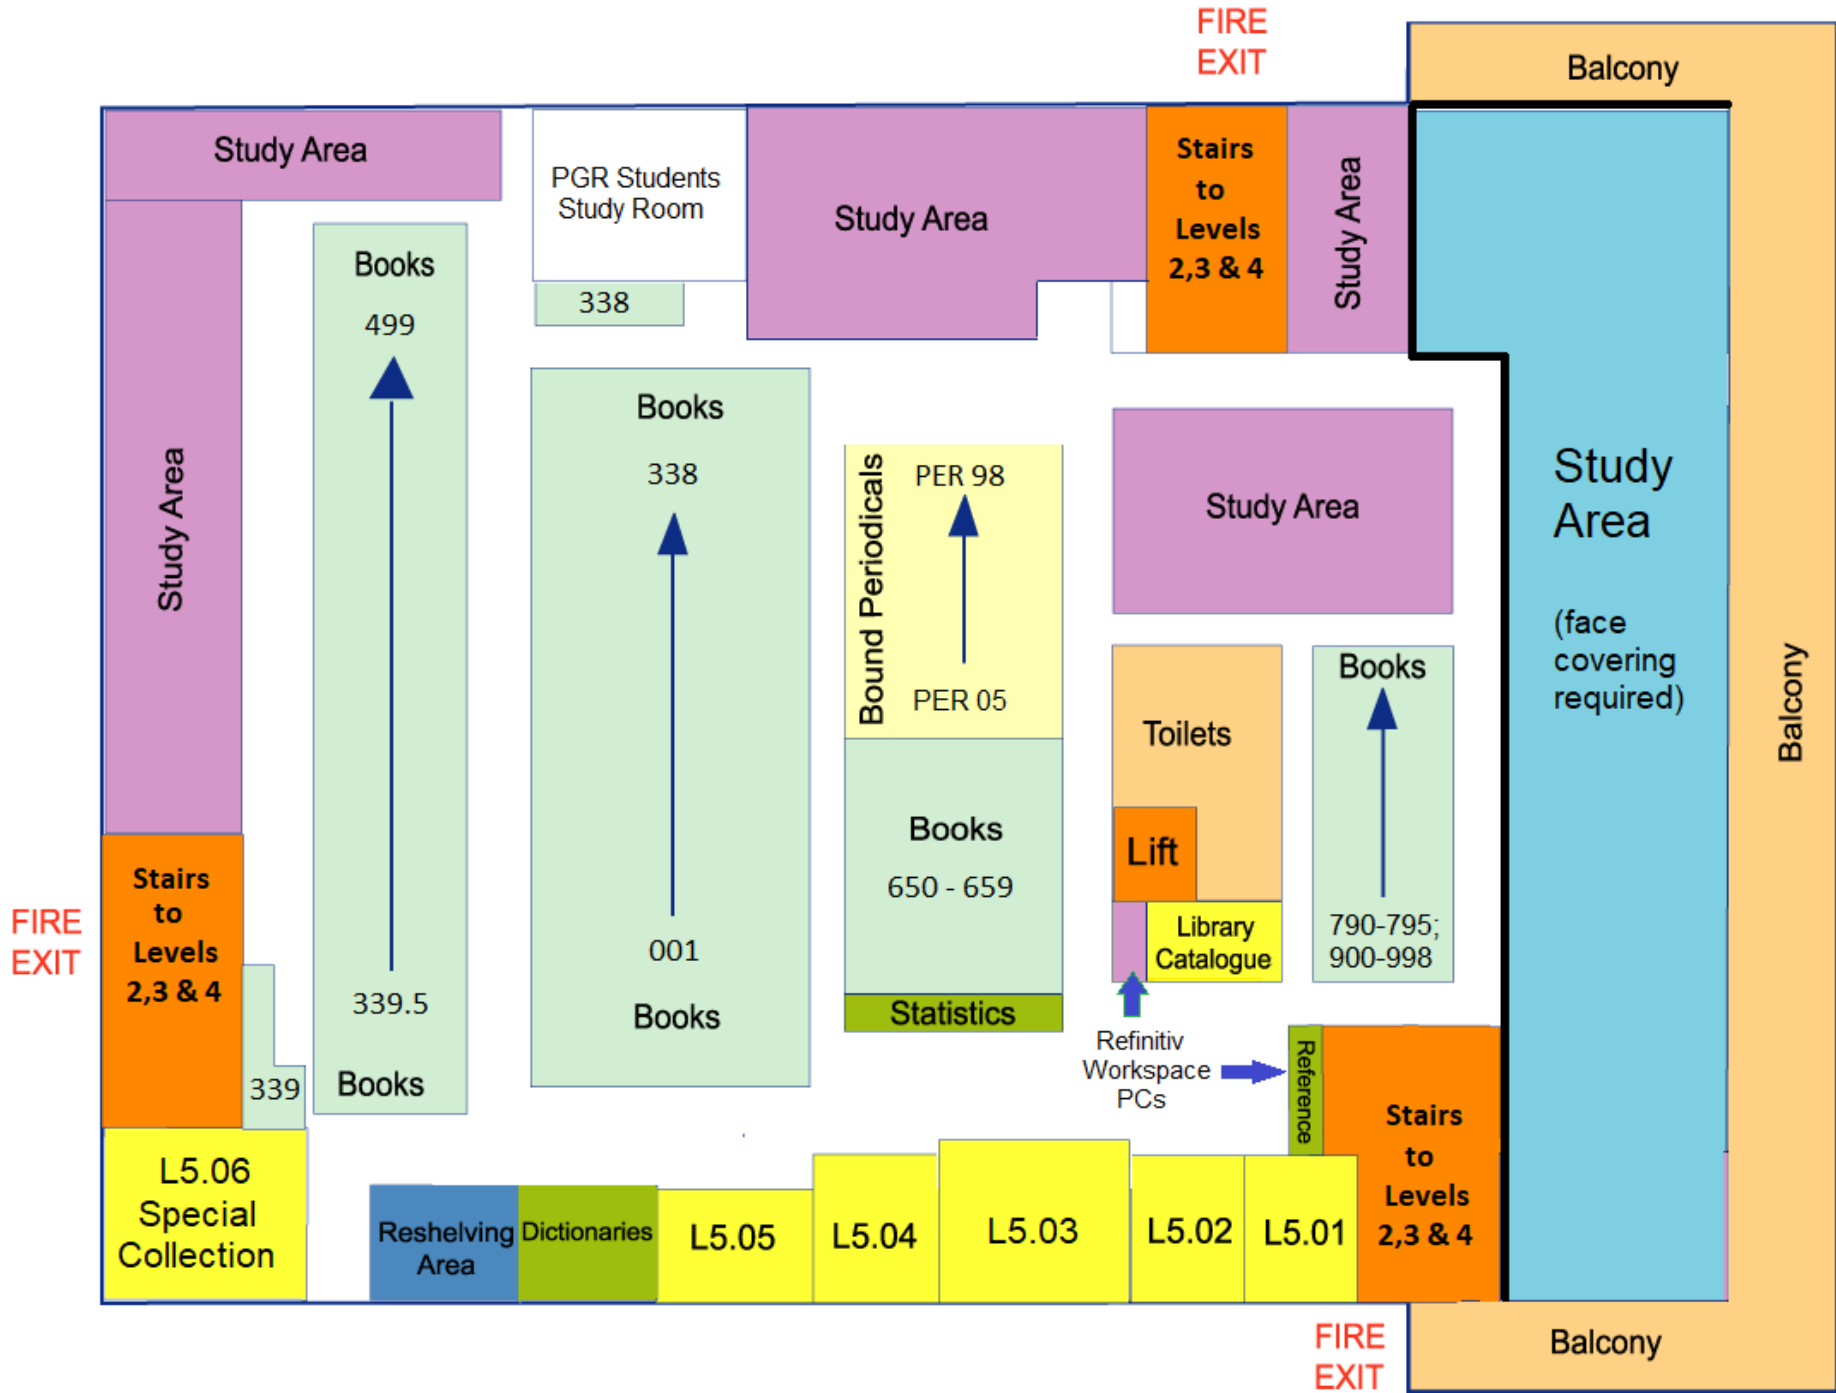 FIRE
EXIT
Balcony
Study Area
PGR Students
Study Room
338
Study Area
Stairs
to
Levels
2,3 & 4
Study Area
Books
499
339.5
Books
Books
338
001
Books
Bound Periodicals
PER 98
PER 05
Books
650 - 659
Statistics
Study Area
Study
Area
(face
covering
required)
Balcony
Study Area
Toilets
Lift
Library
Catalogue
Books
790-795;
900-998
Refinitiv
Workspace
PCs
Reference
FIRE
EXIT
Stairs
to
Levels
2,3 & 4
339
L5.06
Special
Collection
Reshelving
Area
Dictionaries
L5.05
L5.04
L5.03
L5.02
L5.01
Stairs
to
Levels
2,3 & 4
FIRE
EXIT
Balcony